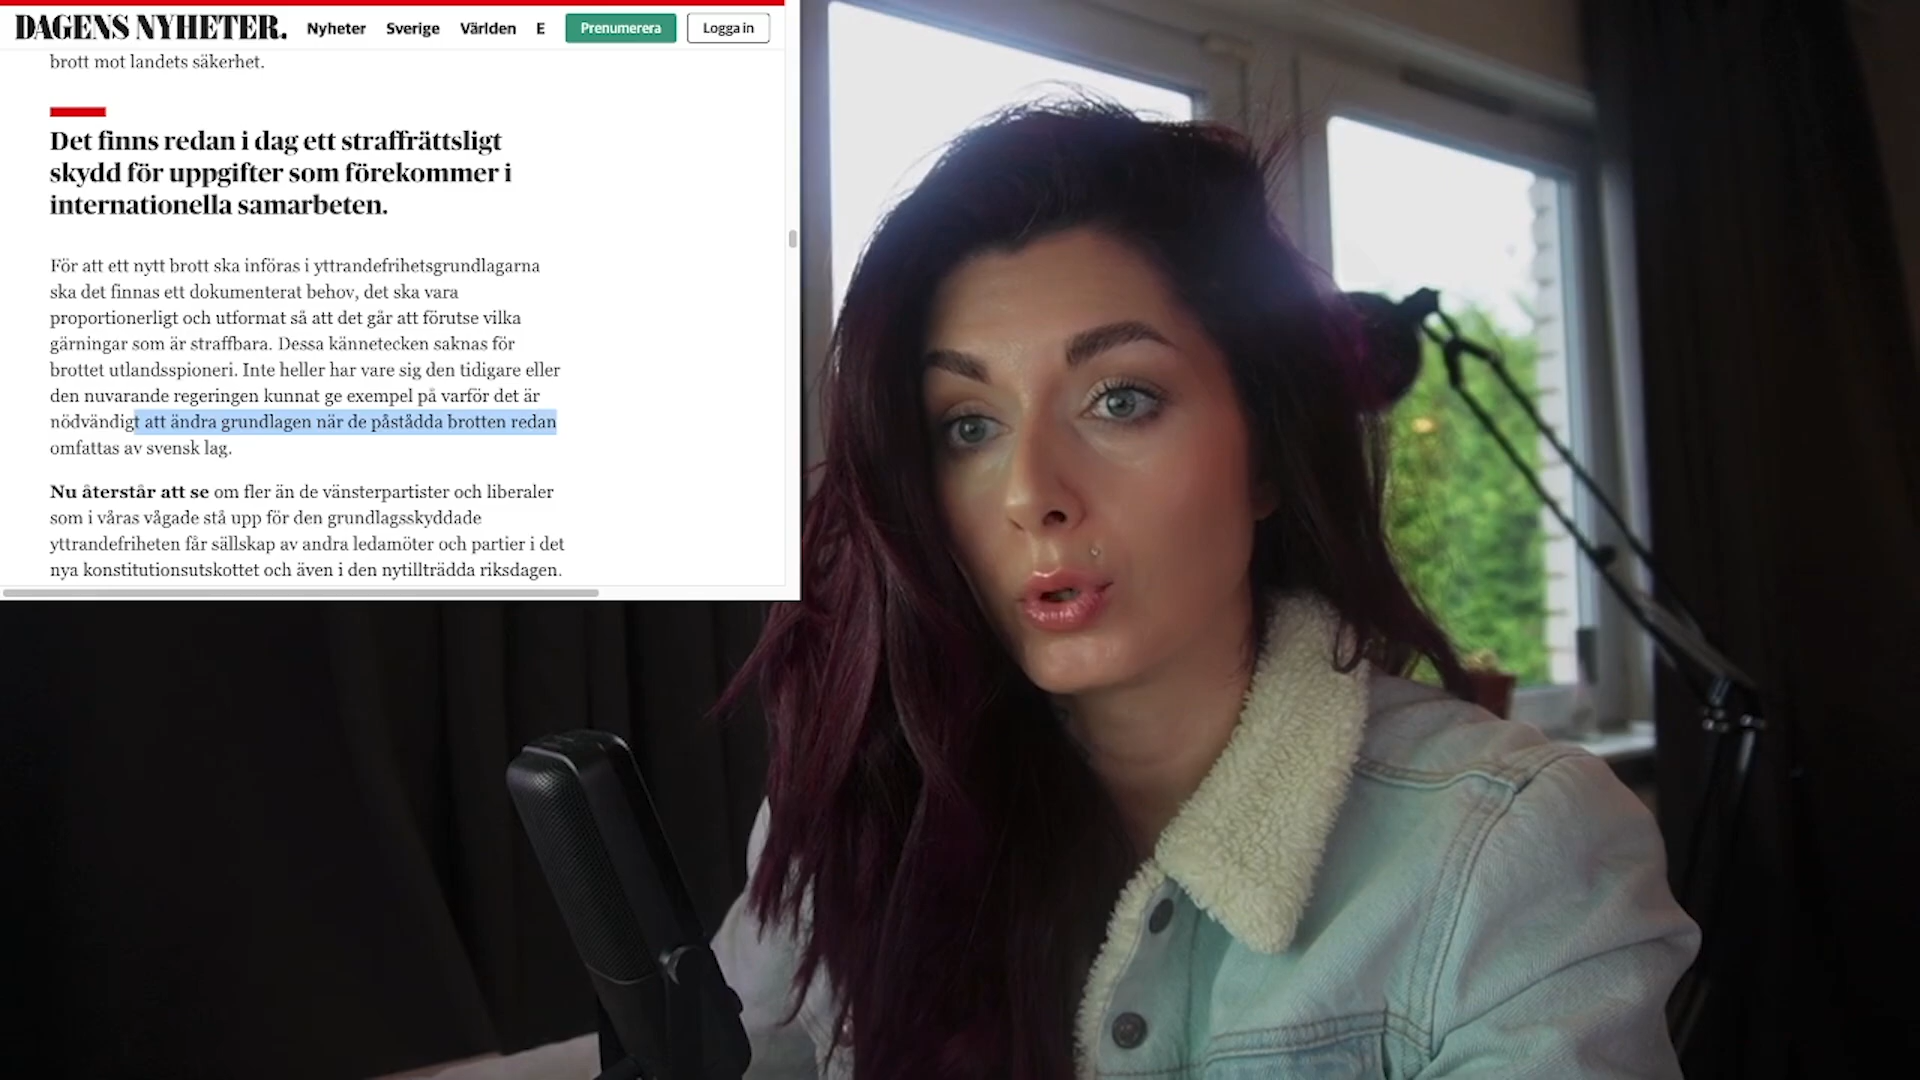 DAGENS NYHETER.
Nyheter Sverige Världen E Prenumerera Logga in
brott mot landets säkerhet.
Det finns redan i dag ett straffrättsligt
skydd för uppgifter som förekommer i
internationella samarbeten.
För att ett nytt brott ska införas i yttrandefrihetsgrundlagarna
ska det finnas ett dokumenterat behov, det ska vara
proportionerligt och utformat så att det går att förutse vilka
gärningar som är straffbara. Dessa kännetecken saknas för
brottet utlandsspioneri. Inte heller har vare sig den tidigare eller
den nuvarande regeringen kunnat ge exempel på varför det är
nödvändigt att ändra grundlagen när de påstådda brotten redan
omfattas av svensk lag.
Nu återstår att se om fler än de vänsterpartister och liberaler
som i våras vågade stå upp för den grundlagsskyddade
yttrandefriheten får sällskap av andra ledamöter och partier i det
nya konstitutionsutskottet och även i den nytillträdda riksdagen.